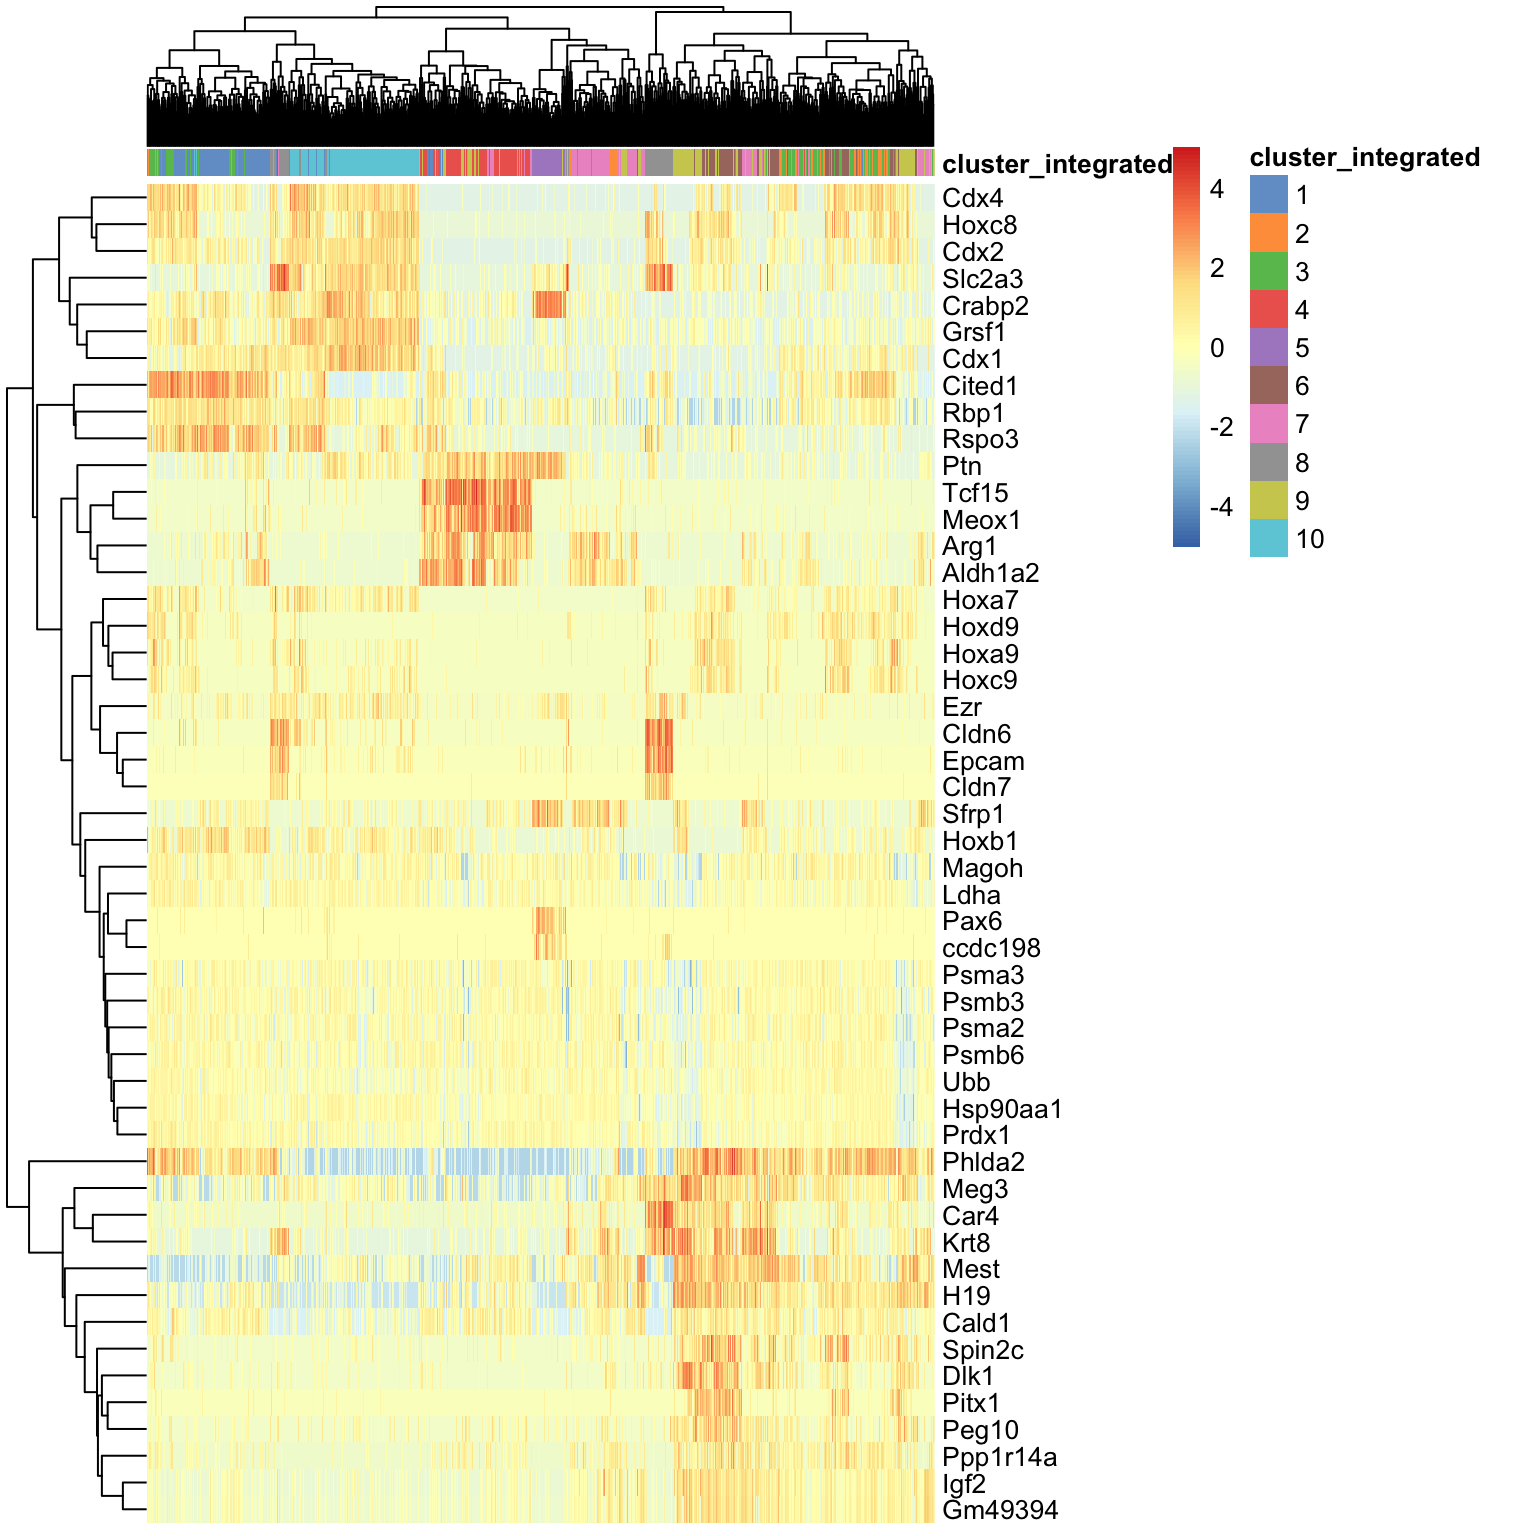 cluster_integrated
Cdx4
Hoxc8
Cdx2
Slc2a3
Crabp2
Grsf1
Cdx1
Cited1
Rbp1
Rspo3
Ptn
Tcf15
Meox1
Arg1
Aldh1a2
Hoxa7
Hoxd9
Hoxa9
Hoxc9
Ezr
Cldn6
Epcam
Cldn7
Sfrp1
Hoxb1
Magoh
Ldha
Pax6
ccdc198
Psma3
Psmb3
Psma2
Psmb6
Ubb
Hsp90aa1
Prdx1
Phlda2
Meg3
Car4
Krt8
Mest
H19
Cald1
Spin2c
Dlk1
Pitx1
Peg10
Ppp1r14a
Igf2
Gm49394
4
2
0
-2
-4
cluster_integrated
1
2
3
4
5
6
7
8
9
10